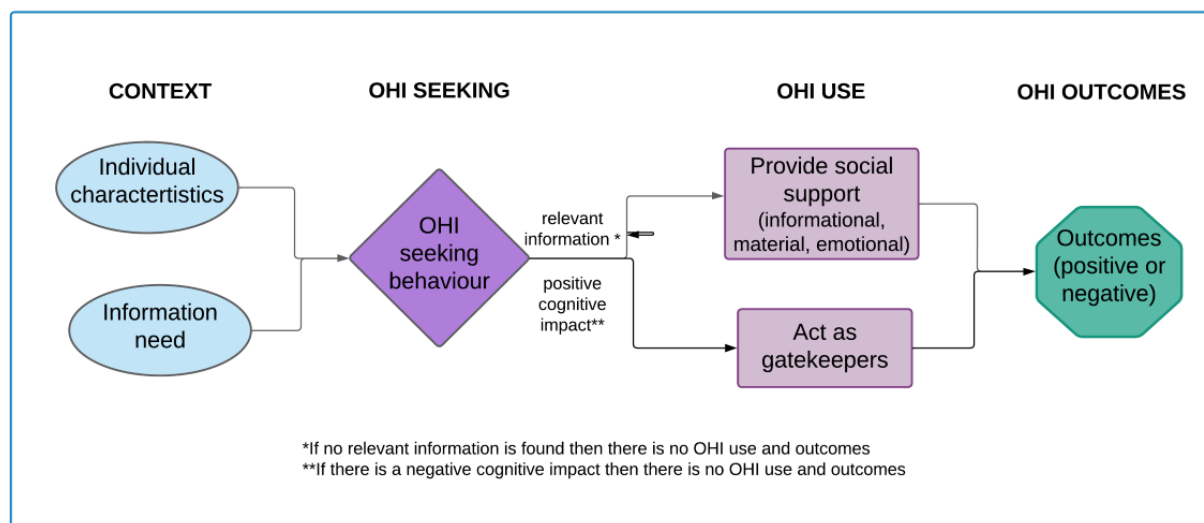 CONTEXT
OHI SEEKING
OHI USE
OHI OUTCOMES
Individual
charactertistics
Information
need
OHI
seeking
behaviour
relevant
information *
positive
cognitive
impact**
Provide social
support
(informational,
material, emotional)
Act as
gatekeepers
Outcomes
(positive or
negative)
*If no relevant information is found then there is no OHI use and outcomes
**If there is a negative cognitive impact then there is no OHI use and outcomes